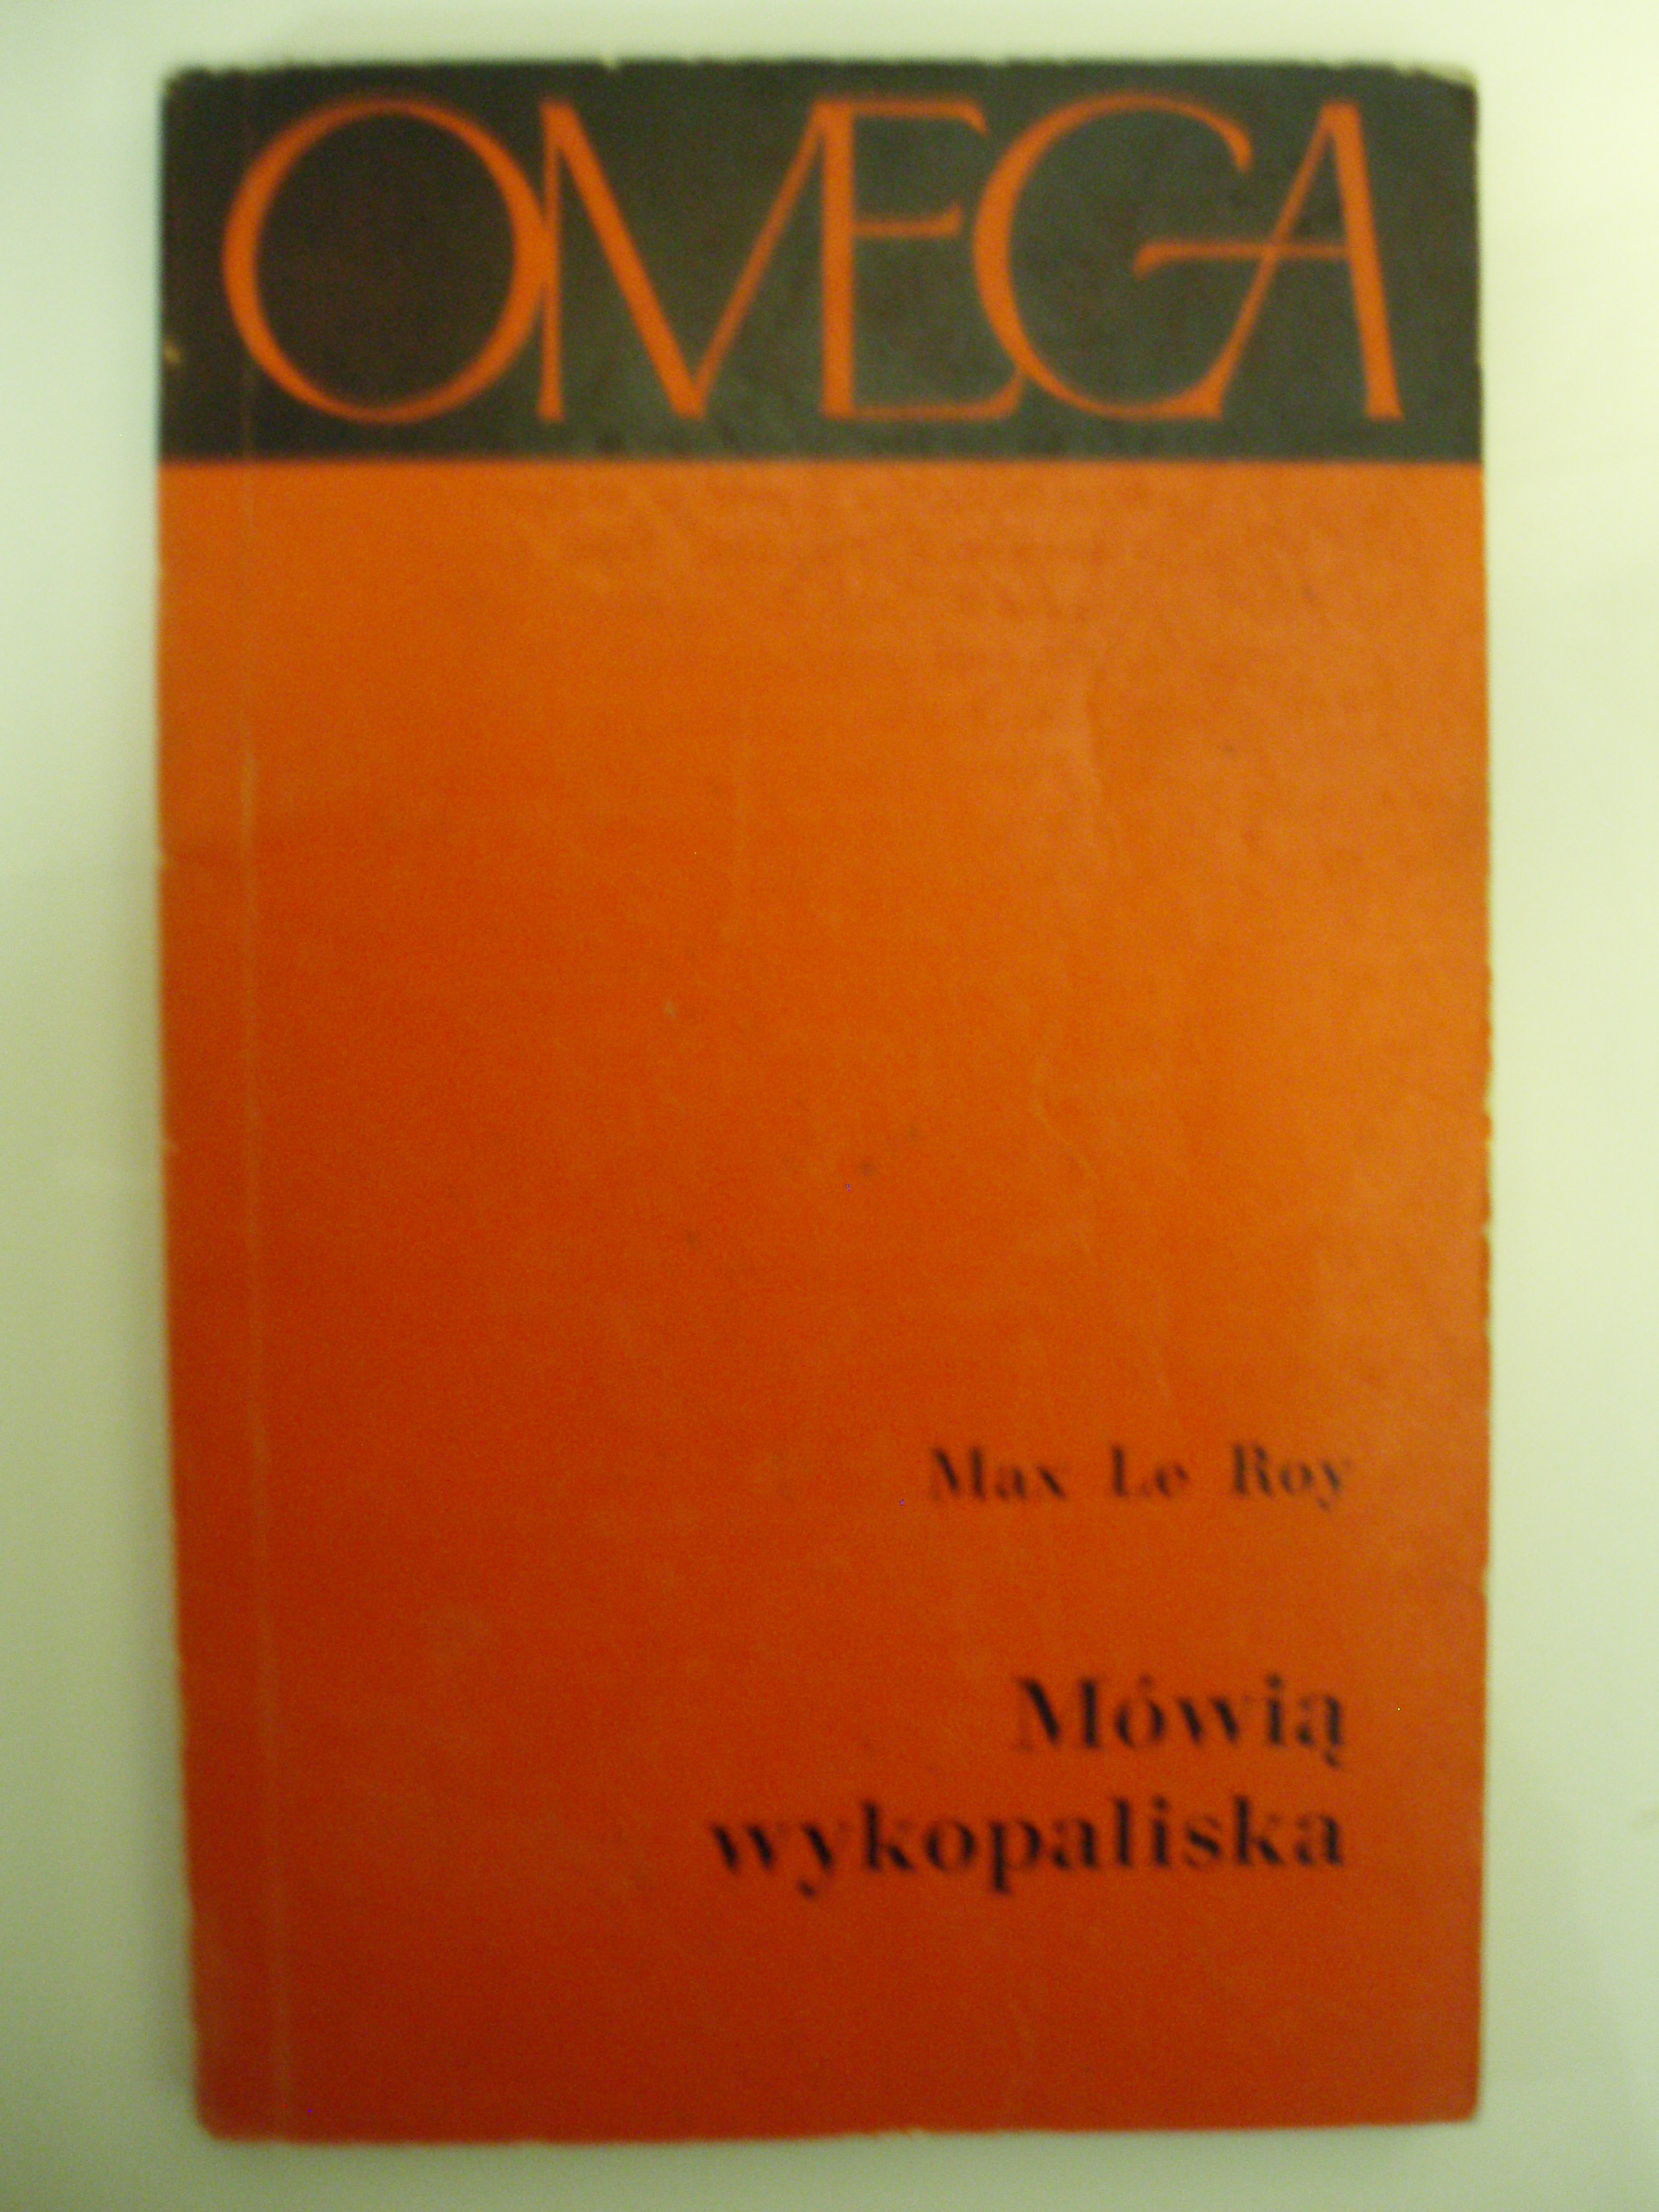 OMEGA
Max Le Roy
Mówią
wykopaliska